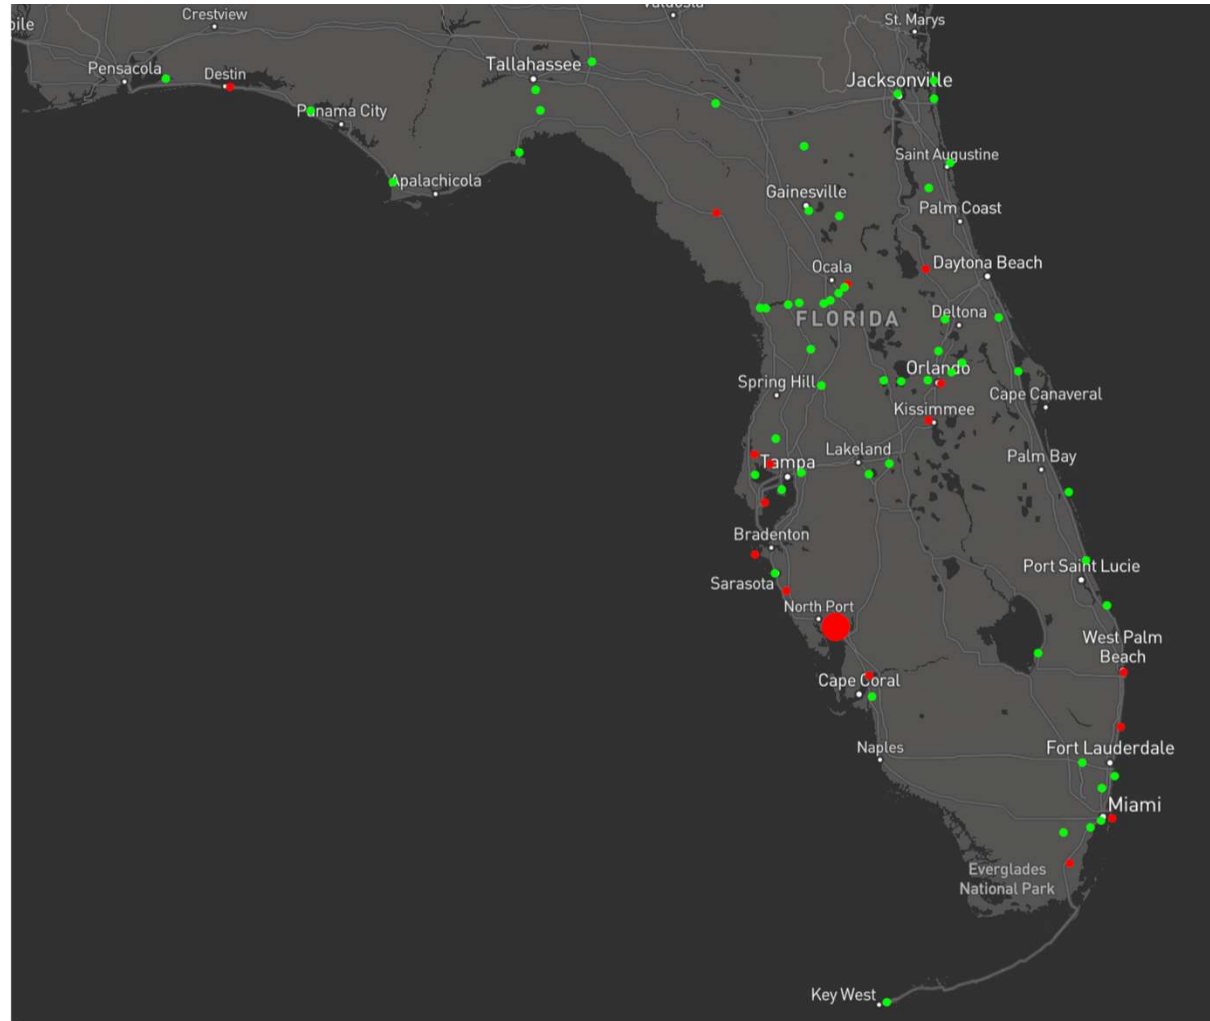 Crestview
St. Marys
Pensacola
Destin
Tallahassee
Jacksonville
Panama City
Saint Augustine
Apalachicola
Gainesville
Palm Coast
Ocala
Daytona Beach
FLORIDA
Deltona
Orlando
Spring Hill
Cape Canaveral
Kissimmee
Lakeland
Tampa
Palm Bay
Bradenton
Port Saint Lucie
Sarasota
North Port
West Palm
Beach
Cape Coral
Naples
Fort Lauderdale
Miami
Everglades
National Park
Key West